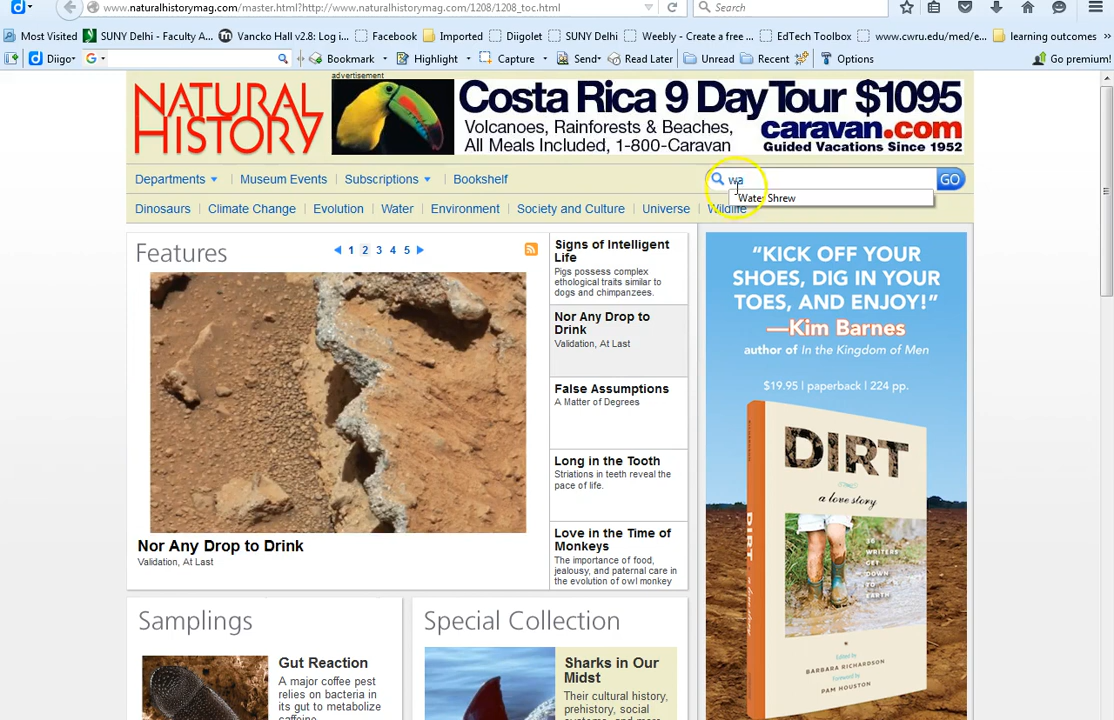 www.naturalhistorymag.com/master.html?http://www.naturalhistorymag.com/1208/1208_toc.html
Search
Most Visited SUNY Delhi - Faculty A... Vancko Hall v2.8: Log i... Facebook Imported Diigolet SUNY Delhi Weebly - Create a free ... EdTech Toolbox www.cwru.edu/med/e... learning outcomes »
Diigo Bookmark Highlight Capture Send Read Later Unread Recent Options Go premium!
advertisement
NATURAL HISTORY
Costa Rica 9 Day Tour $1095
Volcanoes, Rainforests & Beaches,
All Meals Included, 1-800-Caravan
caravan.com
Guided Vacations Since 1952
Departments Museum Events Subscriptions Bookshelf
wa GO
Water Shrew
Dinosaurs Climate Change Evolution Water Environment Society and Culture Universe Wildlife
Features
1 2 3 4 5
Nor Any Drop to Drink
Validation, At Last
Signs of Intelligent
Life
Pigs possess complex
ethological traits similar to
dogs and chimpanzees.
Nor Any Drop to
Drink
Validation, At Last
False Assumptions
A Matter of Degrees
Long in the Tooth
Striations in teeth reveal the
pace of life.
Love in the Time of
Monkeys
The importance of food,
jealousy, and paternal care in
the evolution of owl monkey
“KICK OFF YOUR
SHOES, DIG IN YOUR
TOES, AND ENJOY!”
—Kim Barnes
author of In the Kingdom of Men
$19.95 | paperback | 224 pp.
DIRT
a love story
36
WRITERS
GET
DOWN
TO
EARTH
Edited by
BARBARA RICHARDSON
Foreword by
PAM HOUSTON
DIRT
Samplings
Gut Reaction
A major coffee pest
relies on bacteria in
its gut to metabolize
caffeine.
Special Collection
Sharks in Our
Midst
Their cultural history,
prehistory, social
systems, and more